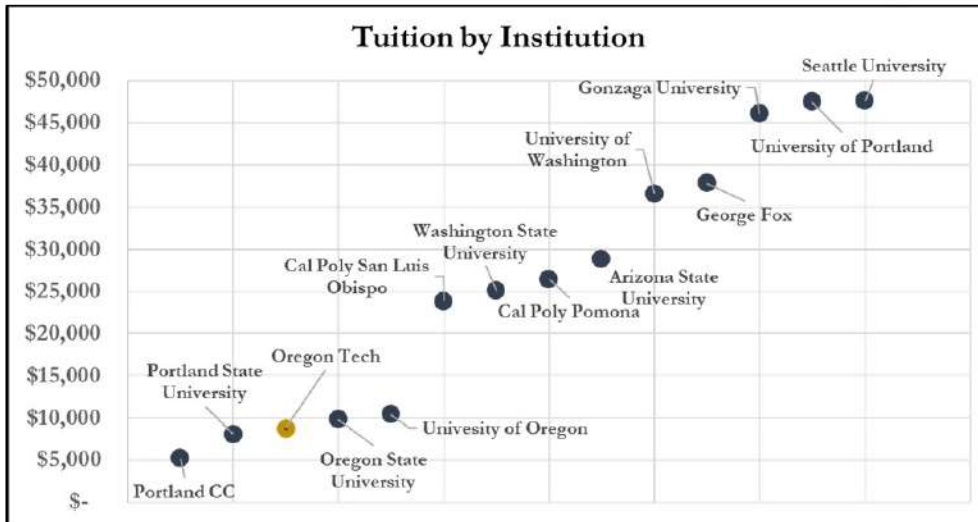 Tuition by Institution
$50,000
$45,000
$40,000
$35,000
$30,000
$25,000
$20,000
$15,000
$10,000
$5,000
$-
Seattle University
Gonzaga University
University of Portland
University of
Washington
George Fox
Washington State
University
Cal Poly San Luis
Obispo
Arizona State
University
Cal Poly Pomona
Oregon Tech
Portland State
University
Univesity of Oregon
Oregon State
University
Portland CC